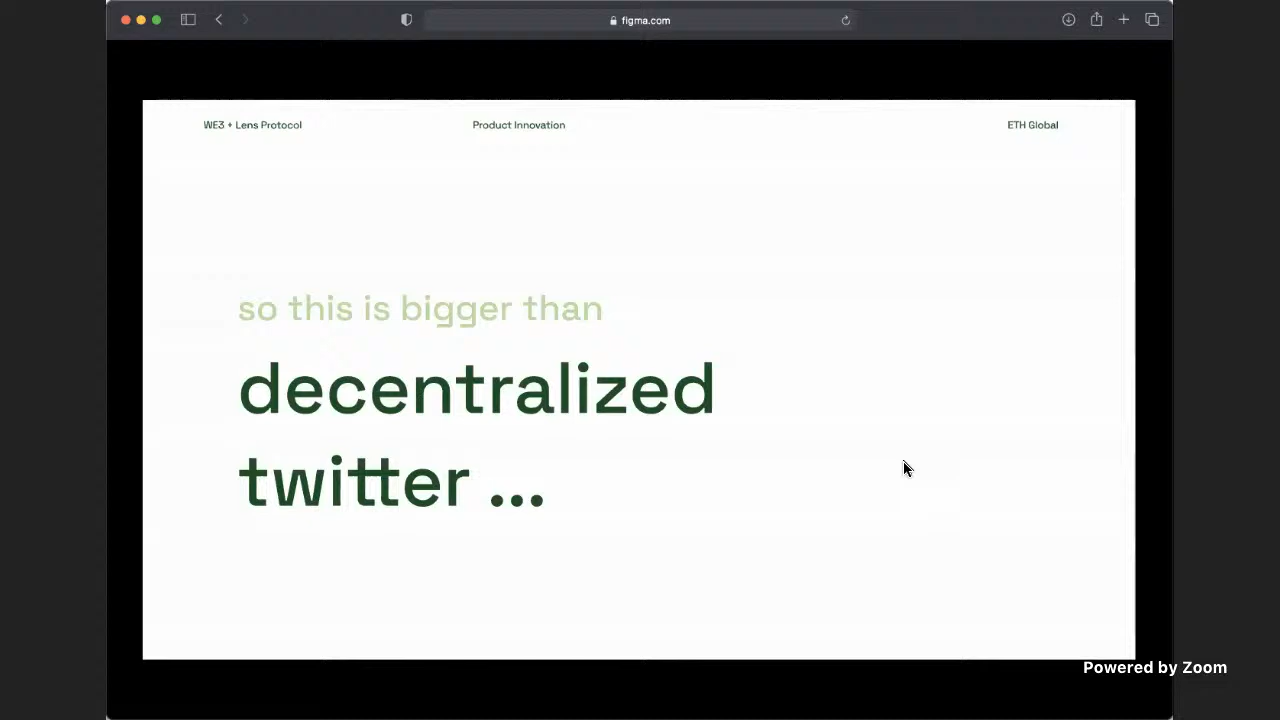 figma.com
WE3 + Lens Protocol
Product Innovation
ETH Global
so this is bigger than
decentralized
twitter ...
Powered by Zoom